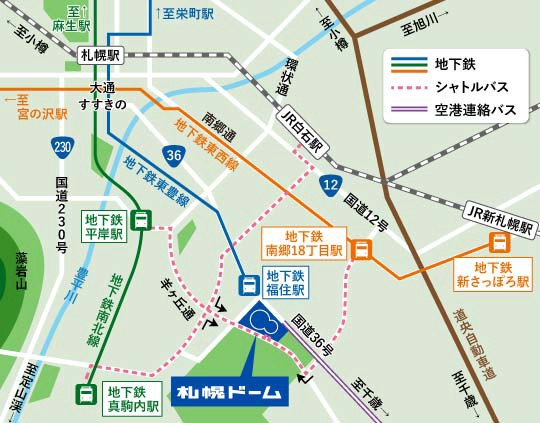 至↑
麻生駅
↑至栄町駅
←至小樽
札幌駅
大通
すすきの
←至
宮の沢駅
環状通
←至小樽
至旭川→
地下鉄
シャトルバス
空港連絡バス
南郷通
JR白石駅
地下鉄東西線
230
36
12
国道230号
地下鉄東豊線
国道12号
JR新札幌駅
地下鉄
平岸駅
地下鉄
南郷18丁目駅
地下鉄
新さっぽろ駅
藻岩山
豊平川
地下鉄南北線
羊ヶ丘通
地下鉄
福住駅
国道36号
道央自動車道
札幌ドーム
至定山渓→
地下鉄
真駒内駅
至千歳→
至千歳→